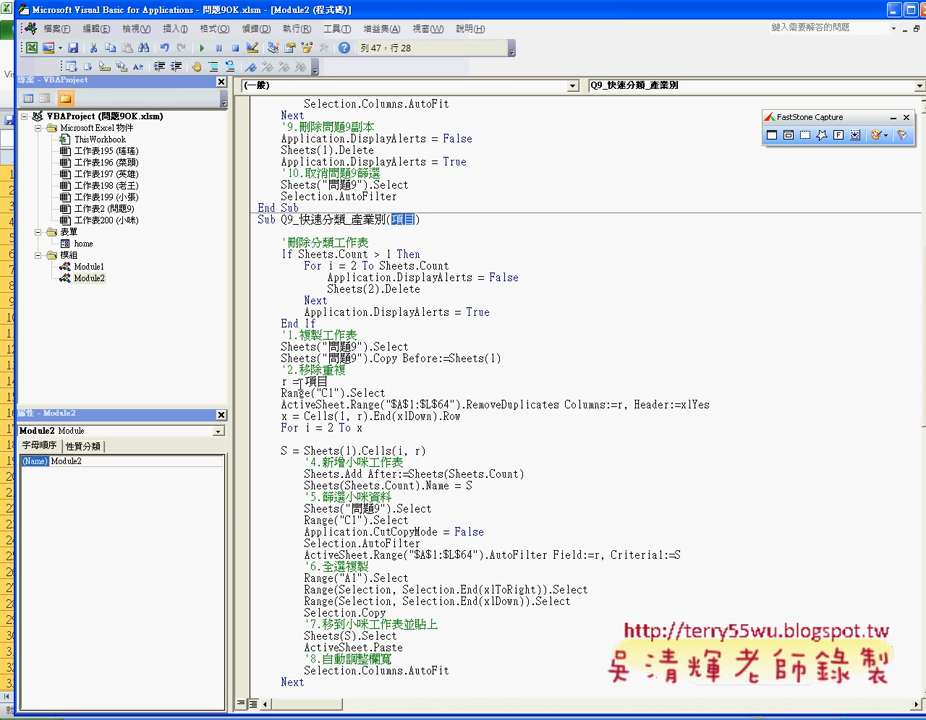 Microsoft Visual Basic for Applications - 問題9OK.xlsm - [Module2 (程式碼)]
檔案(F) 編輯(E) 檢視(V) 插入(I) 格式(O) 偵錯(D) 執行(R) 工具(T) 增益集(A) 視窗(W) 說明(H)
鍵入需要解答的問題
列 47，行 28
專案 - VBAProject
VBAProject (問題9OK.xlsm)
Microsoft Excel 物件
ThisWorkbook
工作表195 (瑤瑤)
工作表196 (菜頭)
工作表197 (英雄)
工作表198 (老王)
工作表199 (小張)
工作表2 (問題9)
工作表200 (小咪)
表單
home
模組
Module1
Module2
屬性 - Module2
Module2 Module
字母順序 性質分類
(Name) Module2
(一般)
Q9_快速分類_產業別
Selection.Columns.AutoFit
Next
'9.刪除問題9副本
Application.DisplayAlerts = False
Sheets(1).Delete
Application.DisplayAlerts = True
'10.取消問題9篩選
Sheets("問題9").Select
Selection.AutoFilter
End Sub
Sub Q9_快速分類_產業別(項目)
'刪除分類工作表
If Sheets.Count > 1 Then
For i = 2 To Sheets.Count
Application.DisplayAlerts = False
Sheets(2).Delete
Next
Application.DisplayAlerts = True
End If
'1.複製工作表
Sheets("問題9").Select
Sheets("問題9").Copy Before:=Sheets(1)
'2.移除重複
r = 項目
Range("C1").Select
ActiveSheet.Range("$A$1:$L$64").RemoveDuplicates Columns:=r, Header:=xlYes
x = Cells(1, r).End(xlDown).Row
For i = 2 To x
S = Sheets(1).Cells(i, r)
'4.新增小咪工作表
Sheets.Add After:=Sheets(Sheets.Count)
Sheets(Sheets.Count).Name = S
'5.篩選小咪資料
Sheets("問題9").Select
Range("C1").Select
Application.CutCopyMode = False
Selection.AutoFilter
ActiveSheet.Range("$A$1:$L$64").AutoFilter Field:=r, Criteria1:=S
'6.全選複製
Range("A1").Select
Range(Selection, Selection.End(xlToRight)).Select
Range(Selection, Selection.End(xlDown)).Select
Selection.Copy
'7.移到小咪工作表並貼上
Sheets(S).Select
ActiveSheet.Paste
'8.自動調整欄寬
Selection.Columns.AutoFit
Next
FastStone Capture
http://terry55wu.blogspot.tw
吳清輝老師錄製